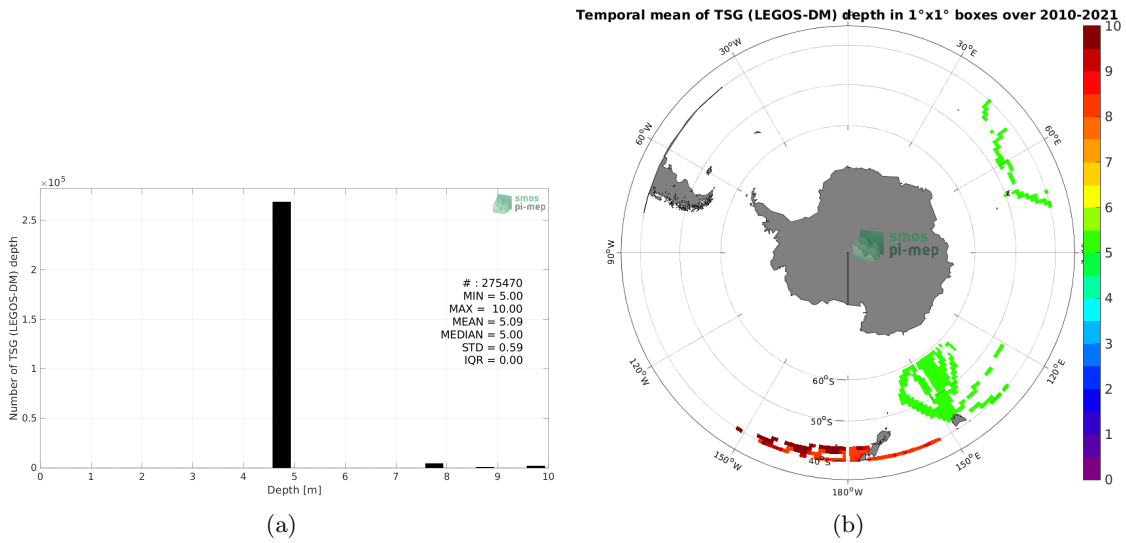 ×10⁵
2.5
2
1.5
1
0.5
0
Number of TSG (LEGOS-DM) depth
0 1 2 3 4 5 6 7 8 9 10
Depth [m]
smos
pi-mep
# : 275470
MIN = 5.00
MAX = 10.00
MEAN = 5.09
MEDIAN = 5.00
STD = 0.59
IQR = 0.00
(a)
Temporal mean of TSG (LEGOS-DM) depth in 1°x1° boxes over 2010-2021
30°W
30°E
60°W
60°E
90°W
120°W
120°E
150°W
150°E
180°W
60°S
50°S
40°S
smos
pi-mep
10
9
8
7
6
5
4
3
2
1
0
(b)